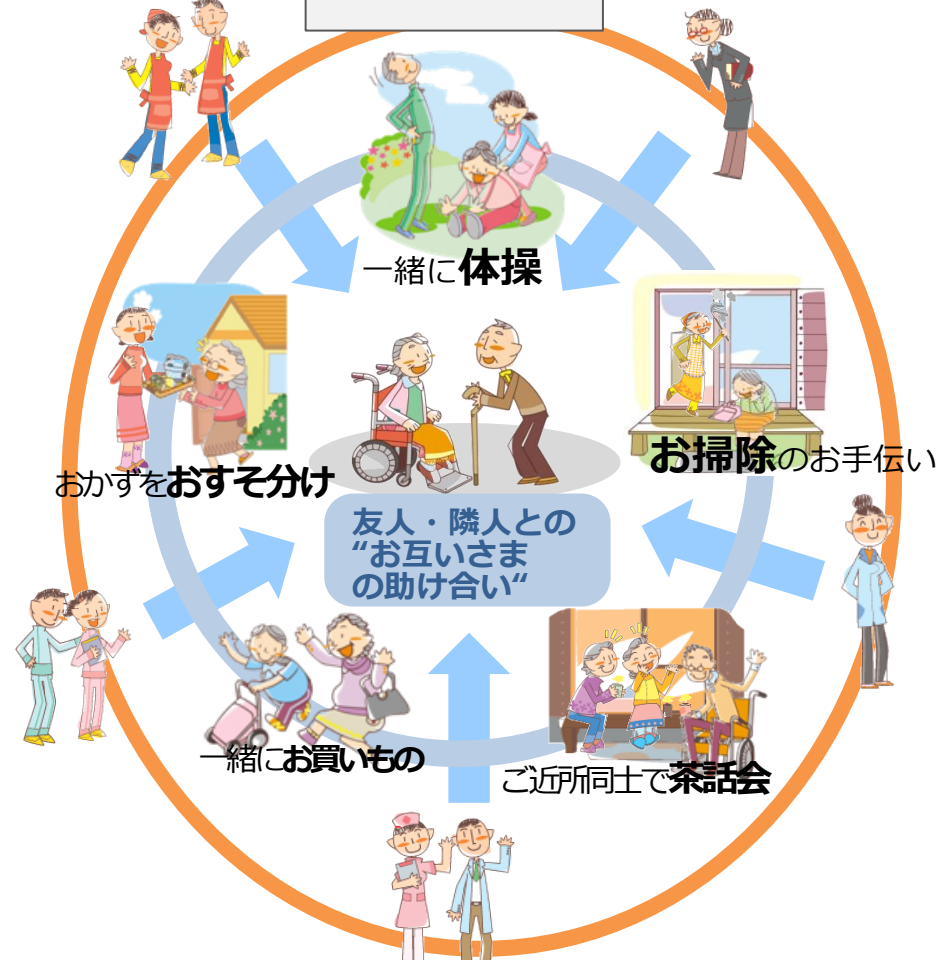 一緒に体操
おかずをおすそ分け
お掃除のお手伝い
友人・隣人との
“お互いさま
の助け合い“
一緒にお買いもの
ご近所同士で茶話会